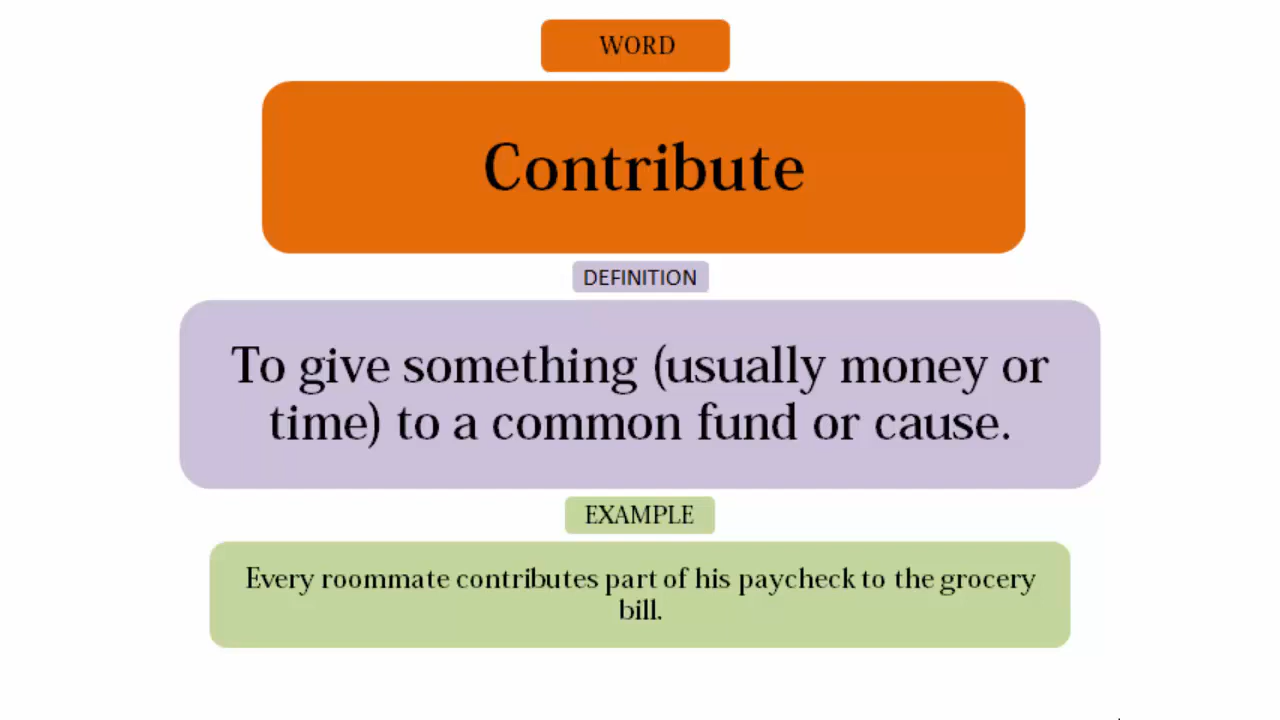 WORD
Contribute
DEFINITION
To give something (usually money or
time) to a common fund or cause.
EXAMPLE
Every roommate contributes part of his paycheck to the grocery
bill.